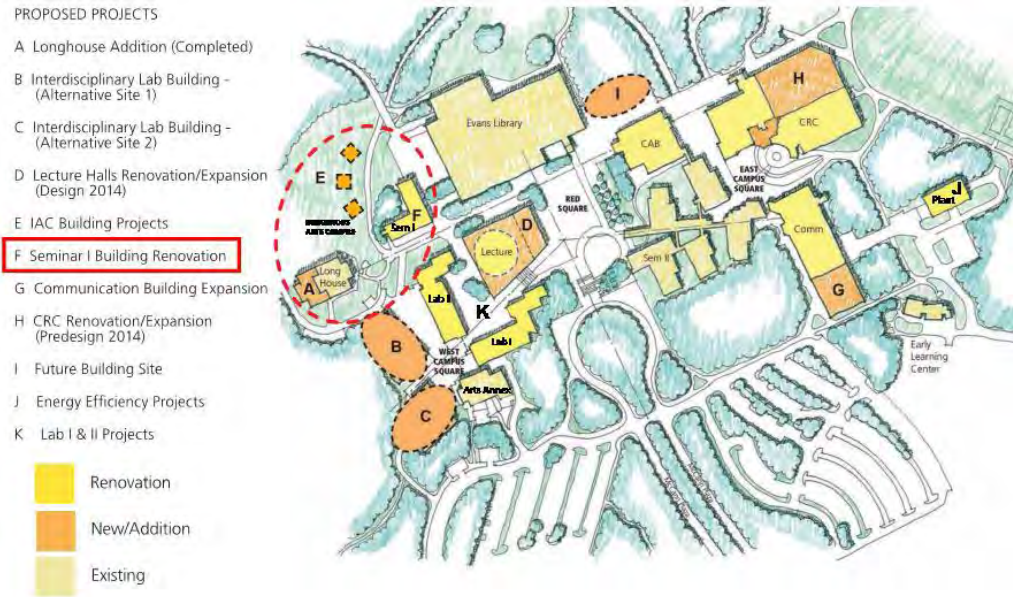 PROPOSED PROJECTS
A Longhouse Addition (Completed)
B Interdisciplinary Lab Building -
(Alternative Site 1)
C Interdisciplinary Lab Building -
(Alternative Site 2)
D Lecture Halls Renovation/Expansion
(Design 2014)
E IAC Building Projects
F Seminar I Building Renovation
G Communication Building Expansion
H CRC Renovation/Expansion
(Predesign 2014)
I Future Building Site
J Energy Efficiency Projects
K Lab I & II Projects
Renovation
New/Addition
Existing
H
I
Evans Library
CRC
CAB
E
EAST
CAMPUS
SQUARE
J
Plant
RED
SQUARE
F
Sem I
INDIGENOUS
ARTS CAMPUS
D
Lecture
Comm
Sem II
Long
House
A
Lab II
K
G
B
Lab I
WEST
CAMPUS
SQUARE
Early
Learning
Center
Arts Annex
C